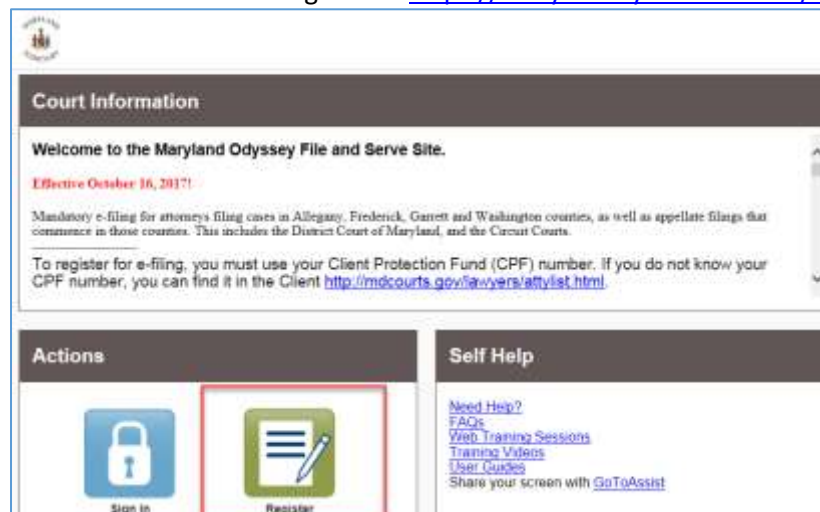 Court Information
Welcome to the Maryland Odyssey File and Serve Site.
Effective October 16, 2017!
Mandatory e-filing for attorneys filing cases in Allegany, Frederick, Garrett and Washington counties, as well as appellate filings that
commence in those counties. This includes the District Court of Maryland, and the Circuit Courts.
To register for e-filing, you must use your Client Protection Fund (CPF) number. If you do not know your
CPF number, you can find it in the Client http://mdcourts.gov/lawyers/attylist.html.
Actions
Sign In
Register
Self Help
Need Help?
FAQs
Web Training Sessions
Training Videos
User Guides
Share your screen with GoToAssist